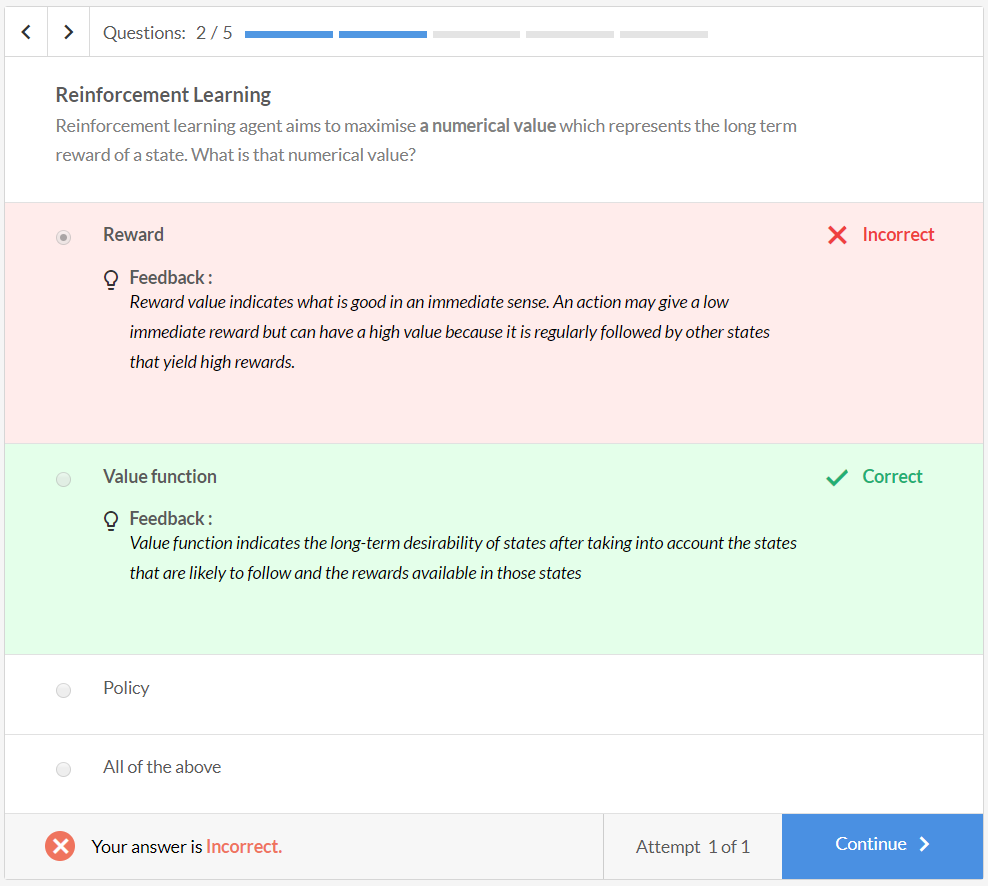 Questions: 2 / 5
Reinforcement Learning
Reinforcement learning agent aims to maximise a numerical value which represents the long term
reward of a state. What is that numerical value?
Reward
Incorrect
Feedback :
Reward value indicates what is good in an immediate sense. An action may give a low
immediate reward but can have a high value because it is regularly followed by other states
that yield high rewards.
Value function
Correct
Feedback :
Value function indicates the long-term desirability of states after taking into account the states
that are likely to follow and the rewards available in those states
Policy
All of the above
Your answer is Incorrect.
Attempt 1 of 1
Continue